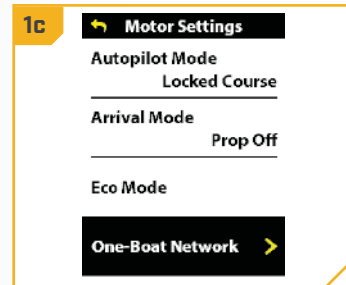 1c
Motor Settings
Autopilot Mode
Locked Course
Arrival Mode
Prop Off
Eco Mode
One-Boat Network >